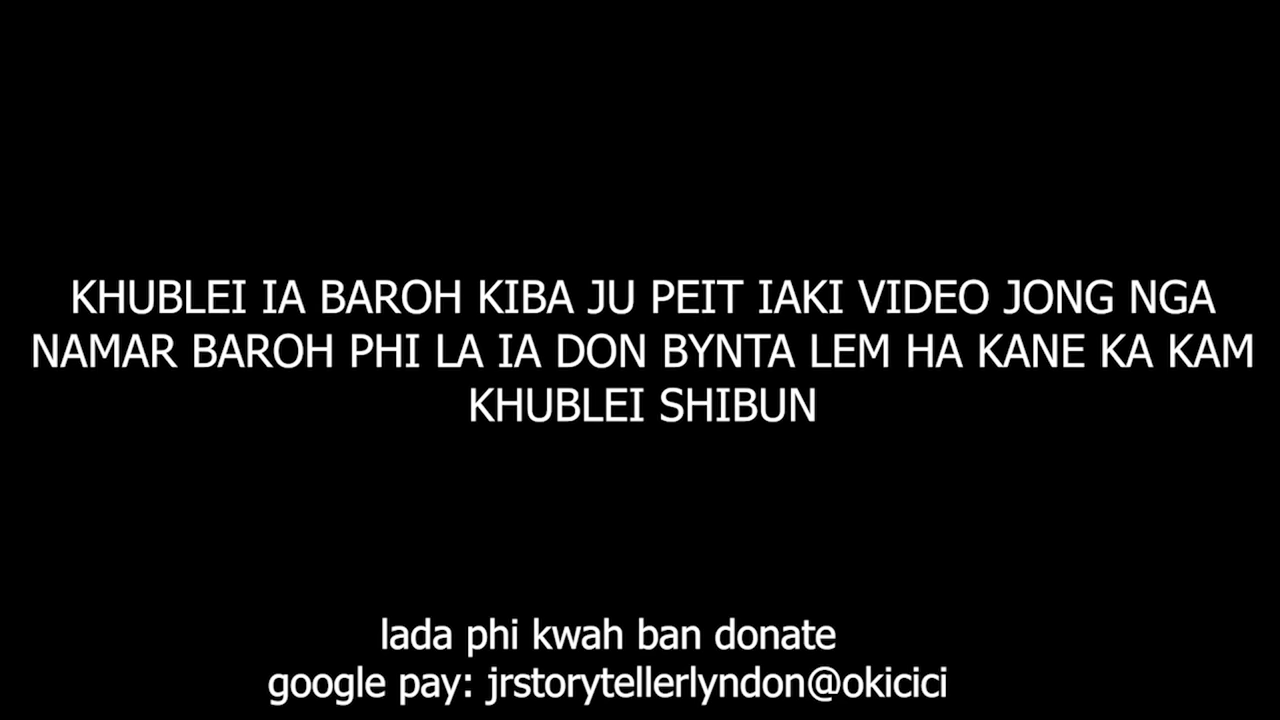 KHUBLEI IA BAROH KIBA JU PEIT IAKI VIDEO JONG NGA
NAMAR BAROH PHI LA IA DON BYNTA LEM HA KANE KA KAM
KHUBLEI SHIBUN
lada phi kwah ban donate
google pay: jrstorytellerlyndon@okicici